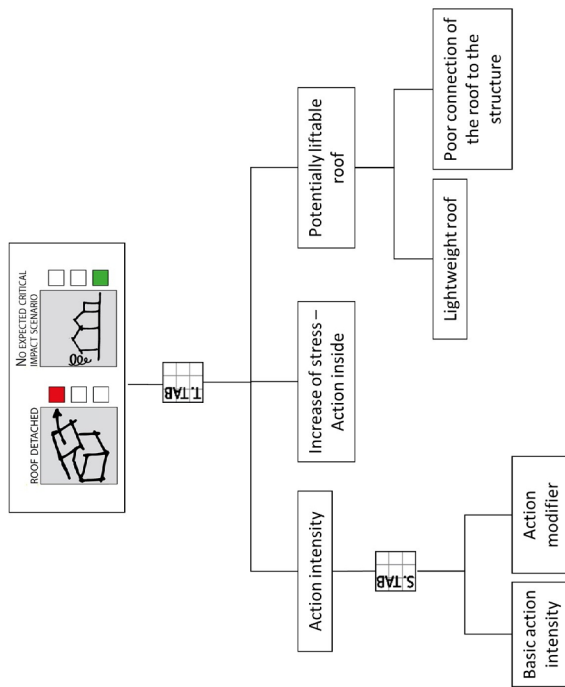 ROOF DETACHED
NO EXPECTED CRITICAL
IMPACT SCENARIO
T. TAB
Action intensity
Increase of stress –
Action inside
Potentially liftable
roof
S. TAB
Basic action
intensity
Action
modifier
Lightweight roof
Poor connection of
the roof to the
structure